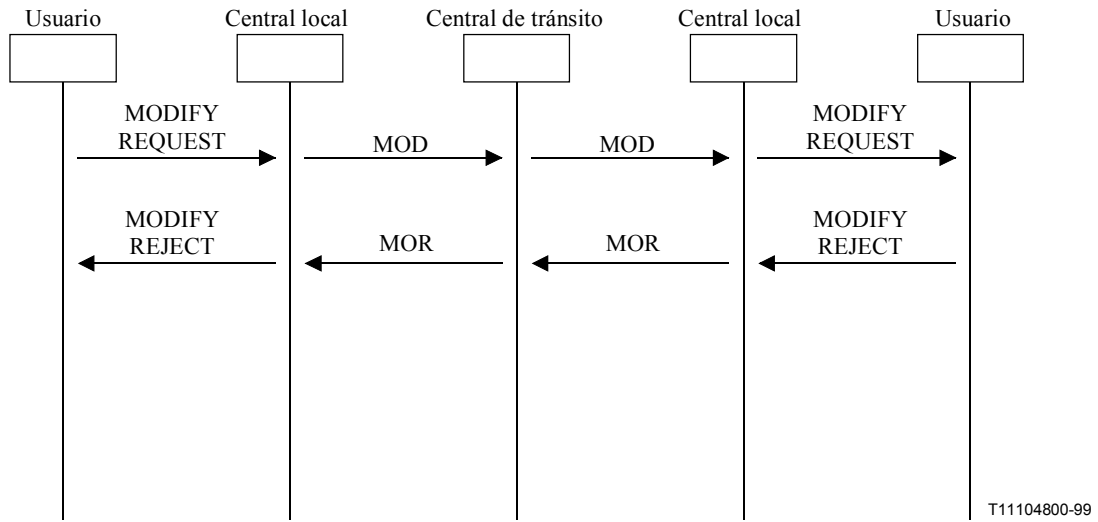 Usuario
Central local
Central de tránsito
Central local
Usuario
MODIFY
REQUEST
MOD
MOD
MODIFY
REQUEST
MODIFY
REJECT
MOR
MOR
MODIFY
REJECT
T11104800-99